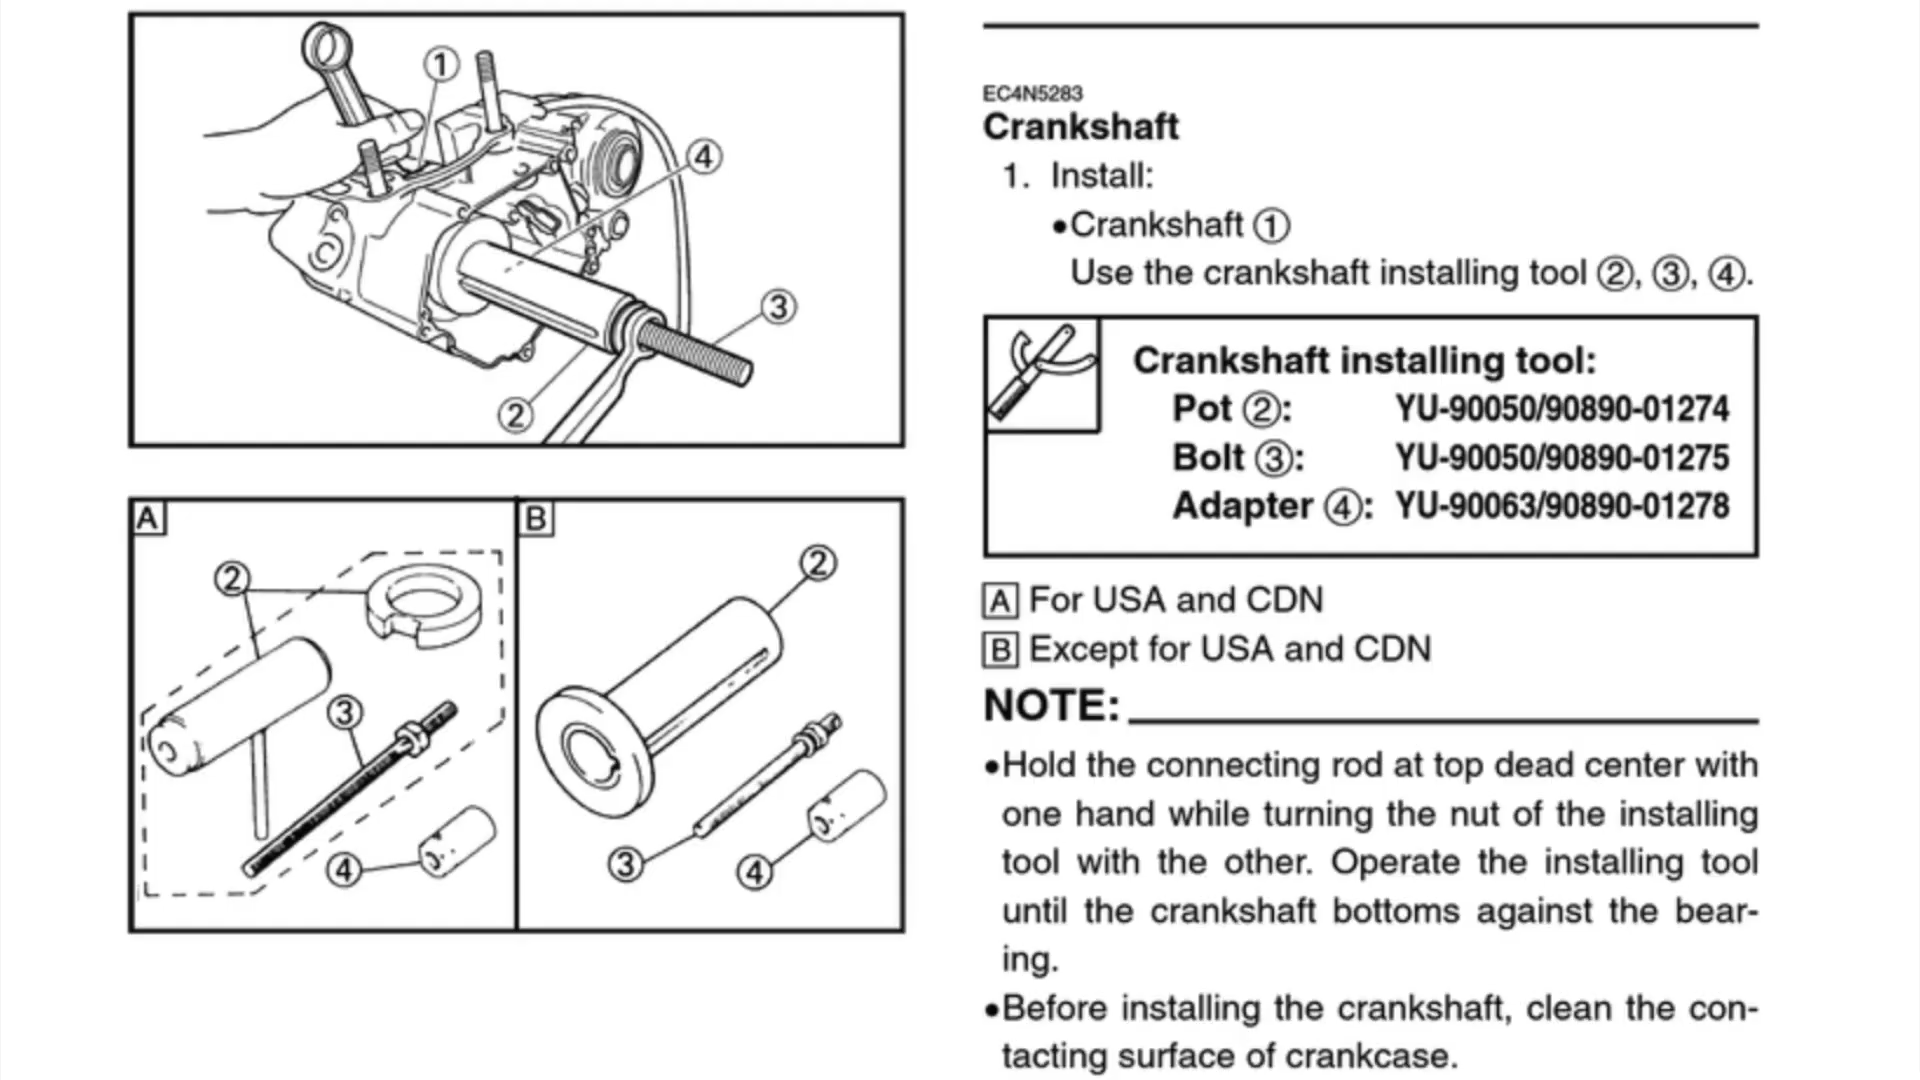 ①
④
③
②
A
②
③
④
B
②
③
④
EC4N5283
Crankshaft
1. Install:
•Crankshaft ①
Use the crankshaft installing tool ②, ③, ④.
Crankshaft installing tool:
Pot ②: YU-90050/90890-01274
Bolt ③: YU-90050/90890-01275
Adapter ④: YU-90063/90890-01278
A For USA and CDN
B Except for USA and CDN
NOTE:
•Hold the connecting rod at top dead center with
one hand while turning the nut of the installing
tool with the other. Operate the installing tool
until the crankshaft bottoms against the bear-
ing.
•Before installing the crankshaft, clean the con-
tacting surface of crankcase.